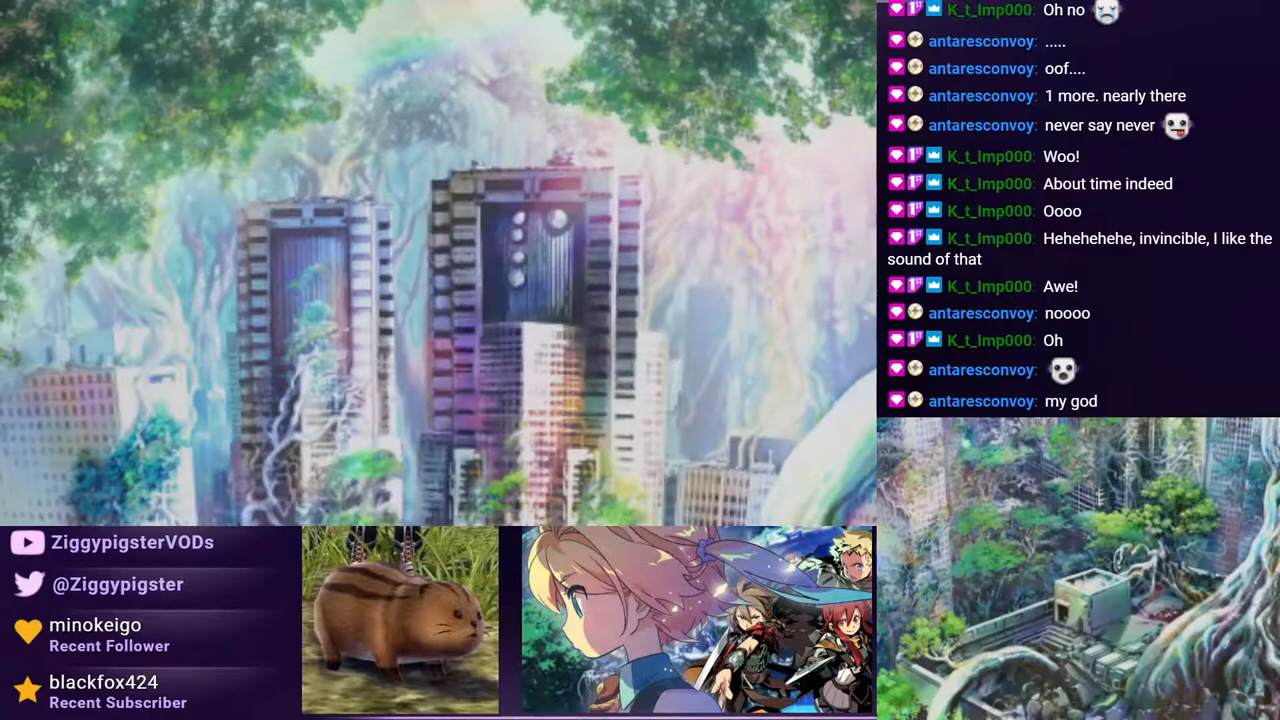 K_t_Imp000: Oh no
antaresconvoy: .....
antaresconvoy: oof....
antaresconvoy: 1 more. nearly there
antaresconvoy: never say never
K_t_Imp000: Woo!
K_t_Imp000: About time indeed
K_t_Imp000: Oooo
K_t_Imp000: Hehehehehe, invincible, I like the
sound of that
K_t_Imp000: Awe!
antaresconvoy: noooo
K_t_Imp000: Oh
antaresconvoy:
antaresconvoy: my god
ZiggypigsterVODs
@Ziggypigster
minokeigo
Recent Follower
blackfox424
Recent Subscriber